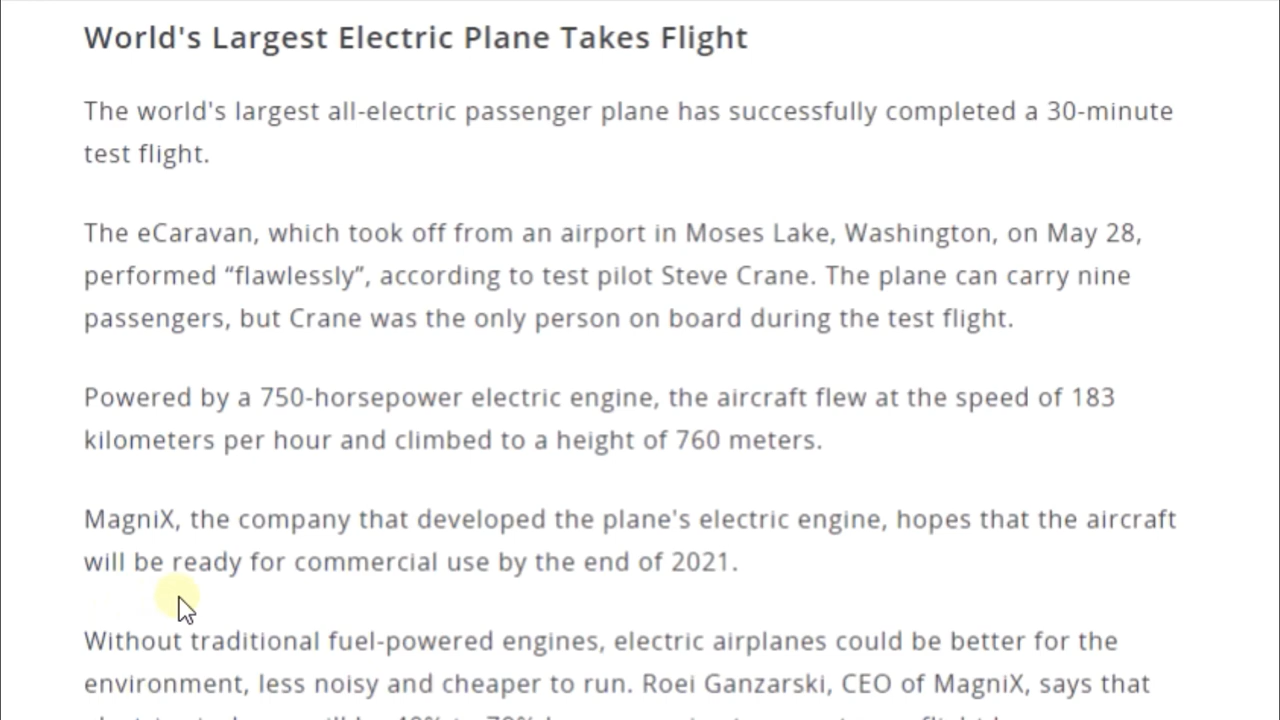 World's Largest Electric Plane Takes Flight
The world's largest all-electric passenger plane has successfully completed a 30-minute
test flight.
The eCaravan, which took off from an airport in Moses Lake, Washington, on May 28,
performed “flawlessly”, according to test pilot Steve Crane. The plane can carry nine
passengers, but Crane was the only person on board during the test flight.
Powered by a 750-horsepower electric engine, the aircraft flew at the speed of 183
kilometers per hour and climbed to a height of 760 meters.
MagniX, the company that developed the plane's electric engine, hopes that the aircraft
will be ready for commercial use by the end of 2021.
Without traditional fuel-powered engines, electric airplanes could be better for the
environment, less noisy and cheaper to run. Roei Ganzarski, CEO of MagniX, says that